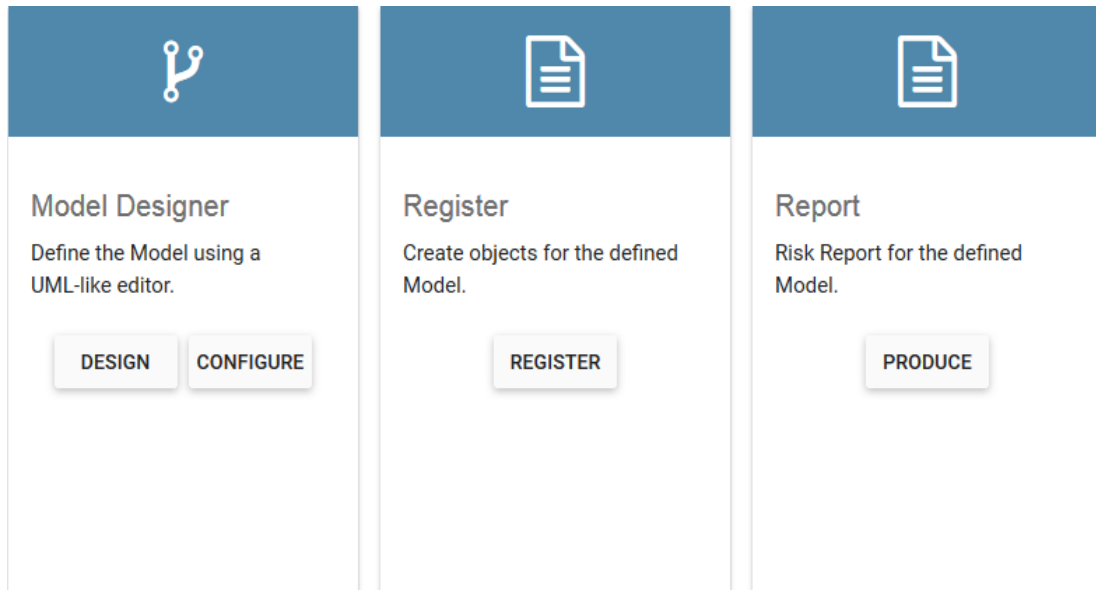 Model Designer
Define the Model using a
UML-like editor.
DESIGN
CONFIGURE
Register
Create objects for the defined
Model.
REGISTER
Report
Risk Report for the defined
Model.
PRODUCE